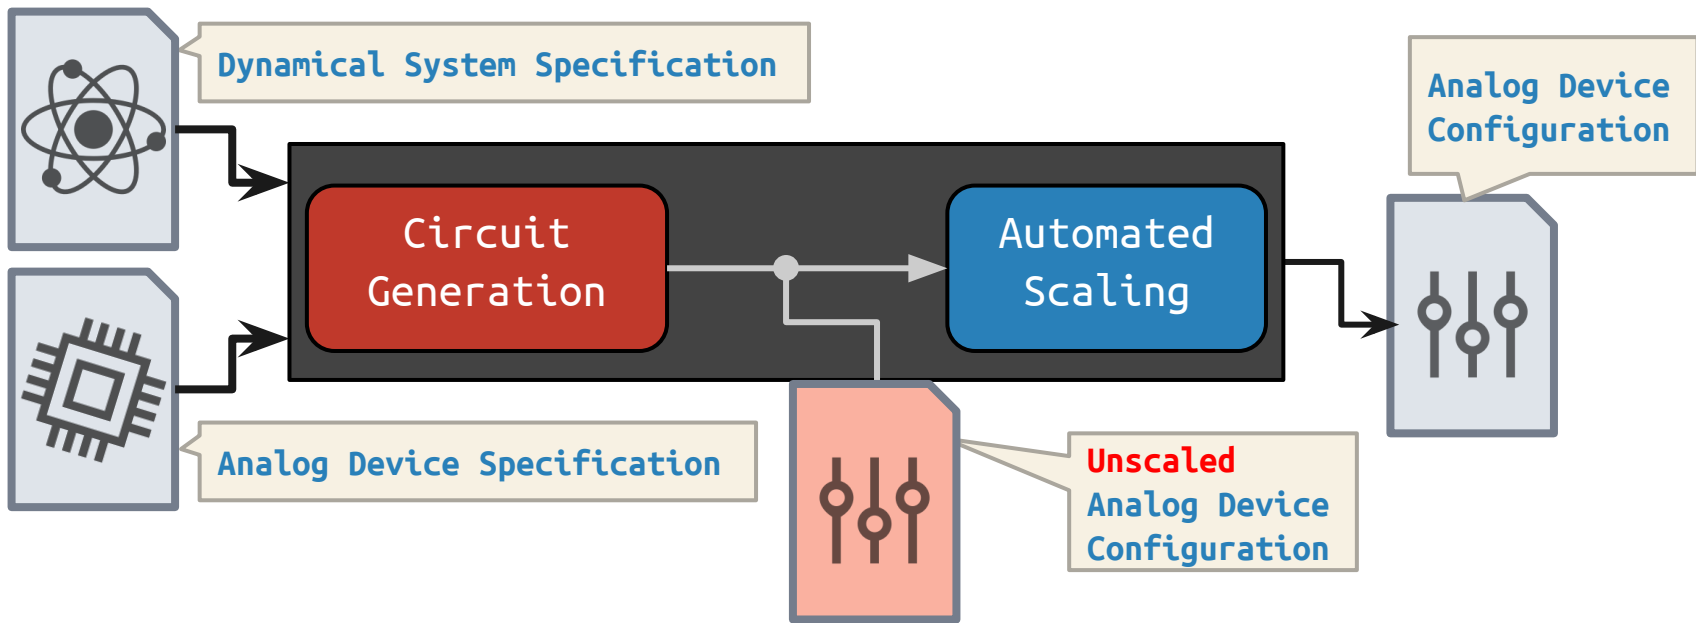 Dynamical System Specification
Analog Device
Configuration
Circuit
Generation
Automated
Scaling
Analog Device Specification
Unscaled
Analog Device
Configuration